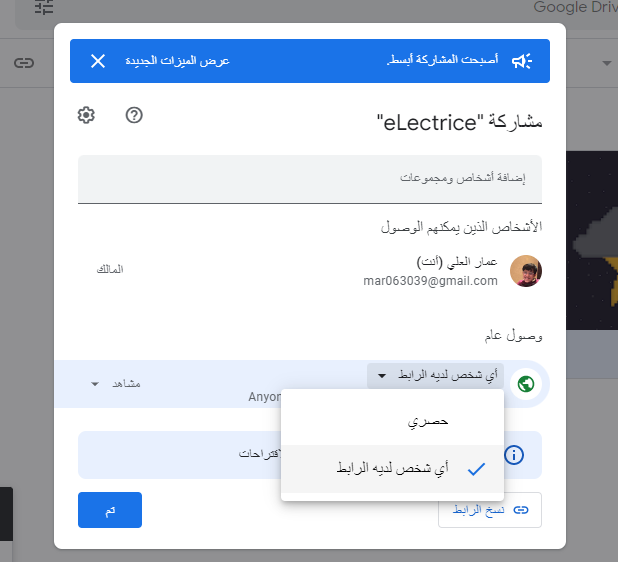 Google Driv
أصبحت المشاركة أبسط. عرض الميزات الجديدة
مشاركة "eLectrice"
إضافة أشخاص ومجموعات
الأشخاص الذين يمكنهم الوصول
عمار العلي (أنت)
المالك
mar063039@gmail.com
وصول عام
أي شخص لديه الرابط
مشاهد
Anyon
حصري
أي شخص لديه الرابط
نسخ الرابط
تم